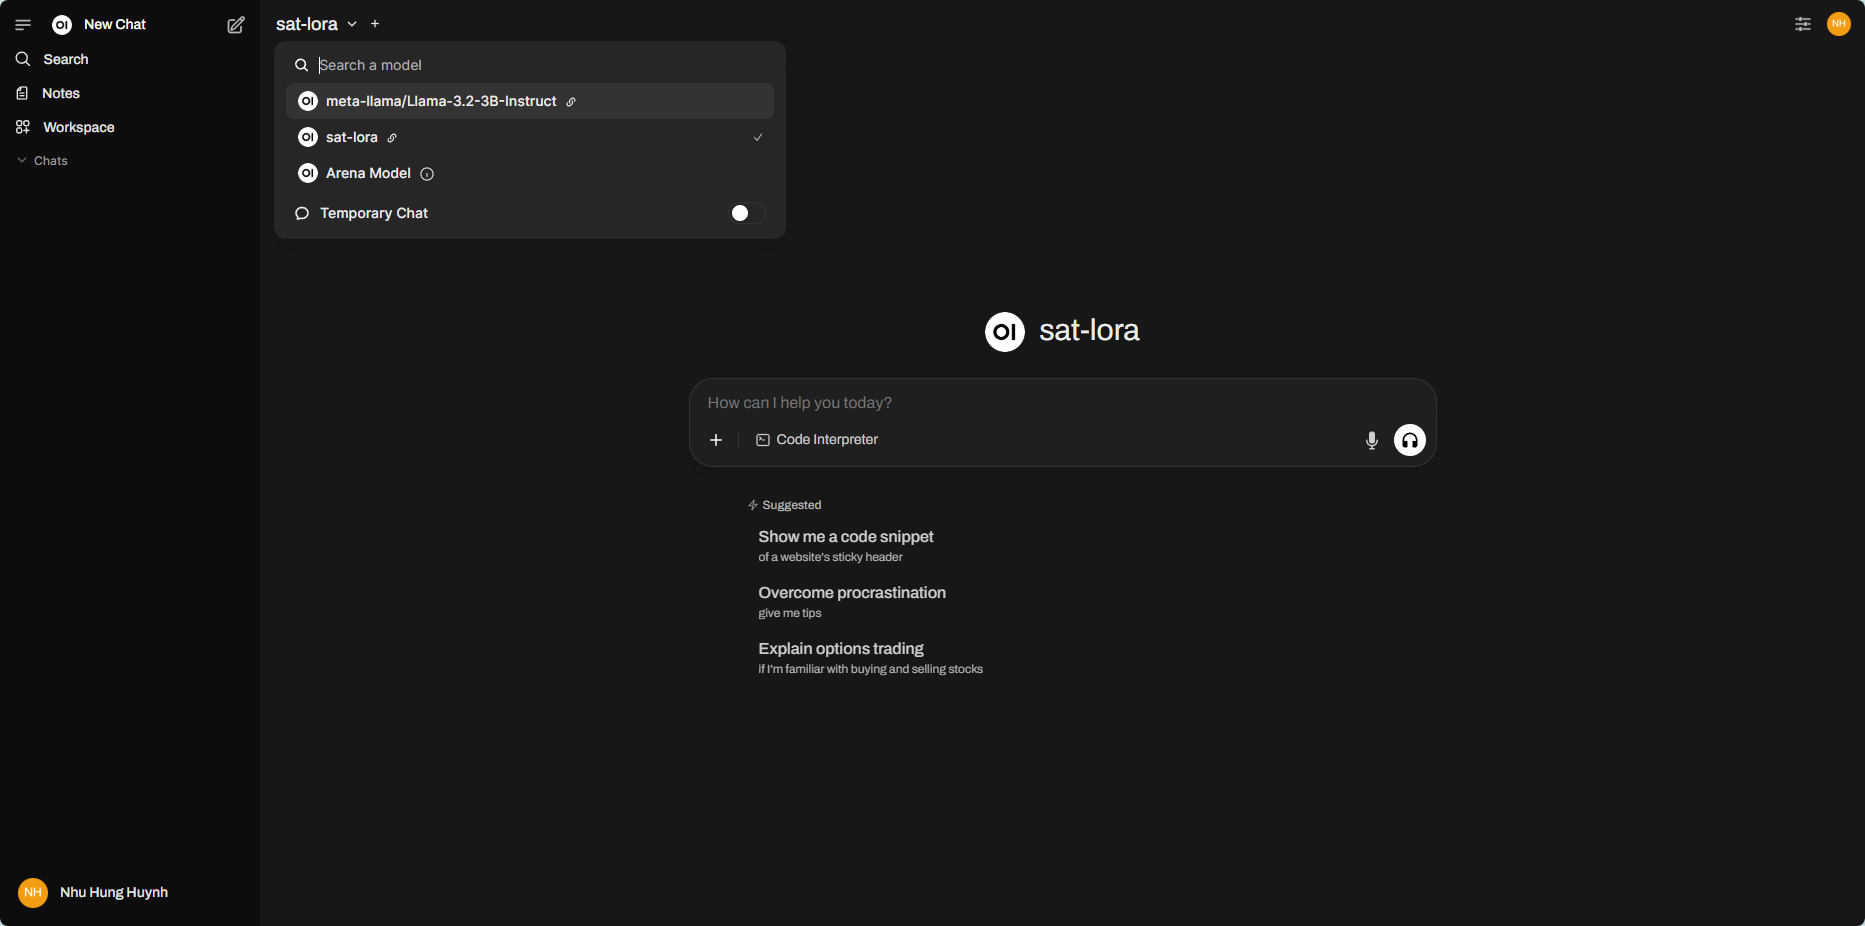 OI New Chat
Search
Notes
Workspace
Chats
NH Nhu Hung Huynh
sat-lora
NH
Search a model
OI meta-llama/Llama-3.2-3B-Instruct
OI sat-lora
OI Arena Model
Temporary Chat
OI sat-lora
How can I help you today?
Code Interpreter
Suggested
Show me a code snippet
of a website's sticky header
Overcome procrastination
give me tips
Explain options trading
if I'm familiar with buying and selling stocks